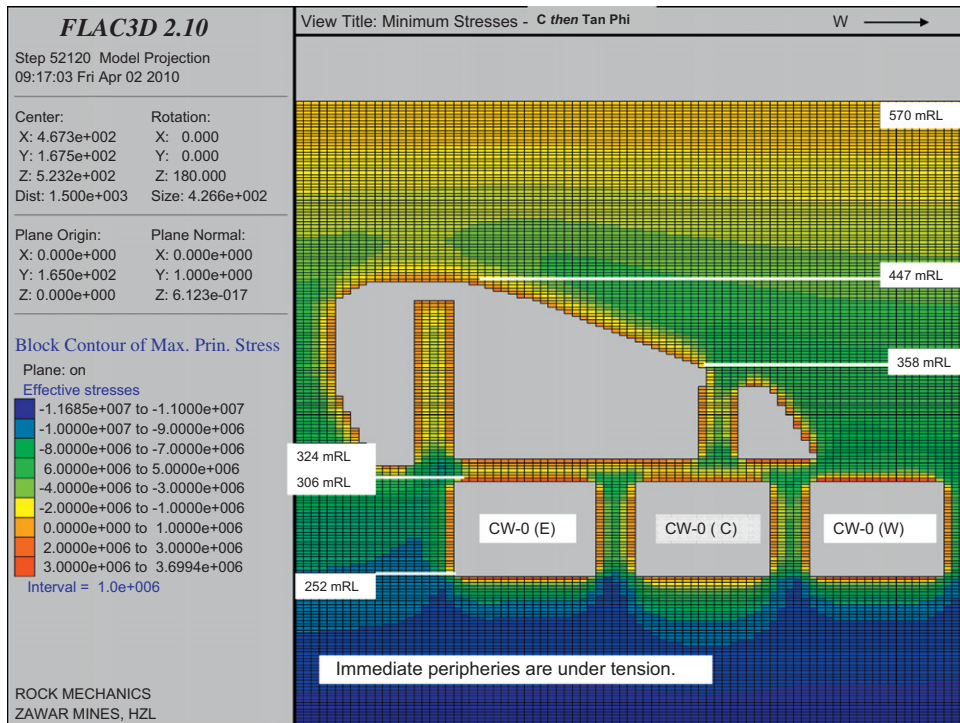 FLAC3D 2.10
Step 52120 Model Projection
09:17:03 Fri Apr 02 2010
Center: Rotation:
X: 4.673e+002 X: 0.000
Y: 1.675e+002 Y: 0.000
Z: 5.232e+002 Z: 180.000
Dist: 1.500e+003 Size: 4.266e+002
Plane Origin: Plane Normal:
X: 0.000e+000 X: 0.000e+000
Y: 1.650e+002 Y: 1.000e+000
Z: 0.000e+000 Z: 6.123e-017
Block Contour of Max. Prin. Stress
Plane: on
Effective stresses
-1.1685e+007 to -1.1000e+007
-1.0000e+007 to -9.0000e+006
-8.0000e+006 to -7.0000e+006
6.0000e+006 to 5.0000e+006
-4.0000e+006 to -3.0000e+006
-2.0000e+006 to -1.0000e+006
0.0000e+000 to 1.0000e+006
2.0000e+006 to 3.0000e+006
3.0000e+006 to 3.6994e+006
Interval = 1.0e+006
ROCK MECHANICS
ZAWAR MINES, HZL
View Title: Minimum Stresses - C then Tan Phi W
570 mRL
447 mRL
358 mRL
324 mRL
306 mRL
CW-0 (E) CW-0 ( C) CW-0 (W)
252 mRL
Immediate peripheries are under tension.